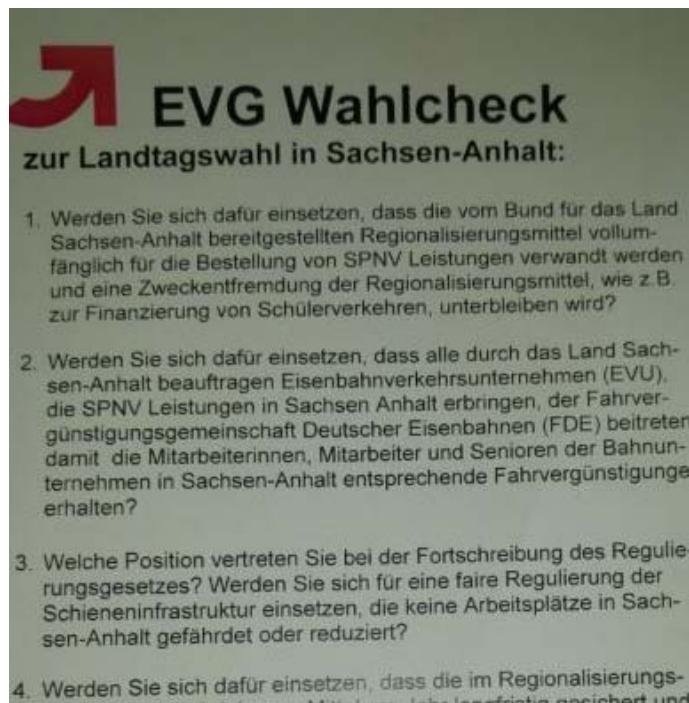 EVG Wahlcheck
zur Landtagswahl in Sachsen-Anhalt:
1. Werden Sie sich dafür einsetzen, dass die vom Bund für das Land
Sachsen-Anhalt bereitgestellten Regionalisierungsmittel vollum-
fänglich für die Bestellung von SPNV Leistungen verwandt werden
und eine Zweckentfremdung der Regionalisierungsmittel, wie z.B.
zur Finanzierung von Schülerverkehren, unterbleiben wird?
2. Werden Sie sich dafür einsetzen, dass alle durch das Land Sach-
sen-Anhalt beauftragen Eisenbahnverkehrsunternehmen (EVU),
die SPNV Leistungen in Sachsen Anhalt erbringen, der Fahrver-
günstigungsgemeinschaft Deutscher Eisenbahnen (FDE) beitreten
damit die Mitarbeiterinnen, Mitarbeiter und Senioren der Bahnun-
ternehmen in Sachsen-Anhalt entsprechende Fahrvergünstigunge
erhalten?
3. Welche Position vertreten Sie bei der Fortschreibung des Regulie-
rungsgesetzes? Werden Sie sich für eine faire Regulierung der
Schieneninfrastruktur einsetzen, die keine Arbeitsplätze in Sach-
sen-Anhalt gefährdet oder reduziert?
4. Werden Sie sich dafür einsetzen, dass die im Regionalisierungs-
langfristig gesichert und